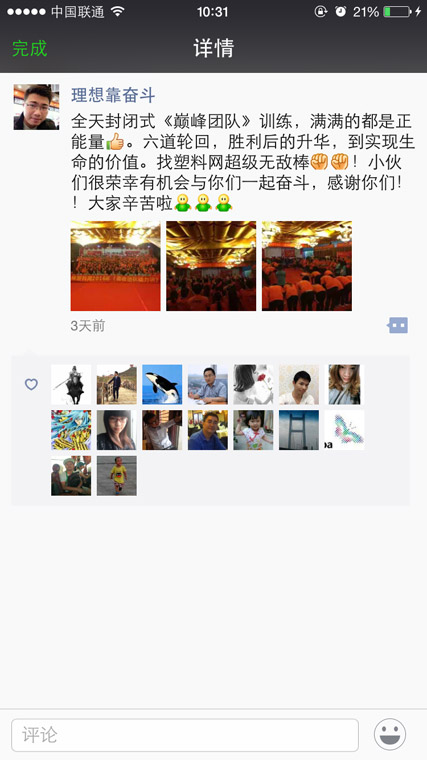 中国联通
10:31
21%
完成
详情
理想靠奋斗
全天封闭式《巅峰团队》训练，满满的都是正
能量👍。六道轮回，胜利后的升华，到实现生
命的价值。找塑料网超级无敌棒✊✊！小伙
们很荣幸有机会与你们一起奋斗，感谢你们！
！大家辛苦啦
3天前
评论